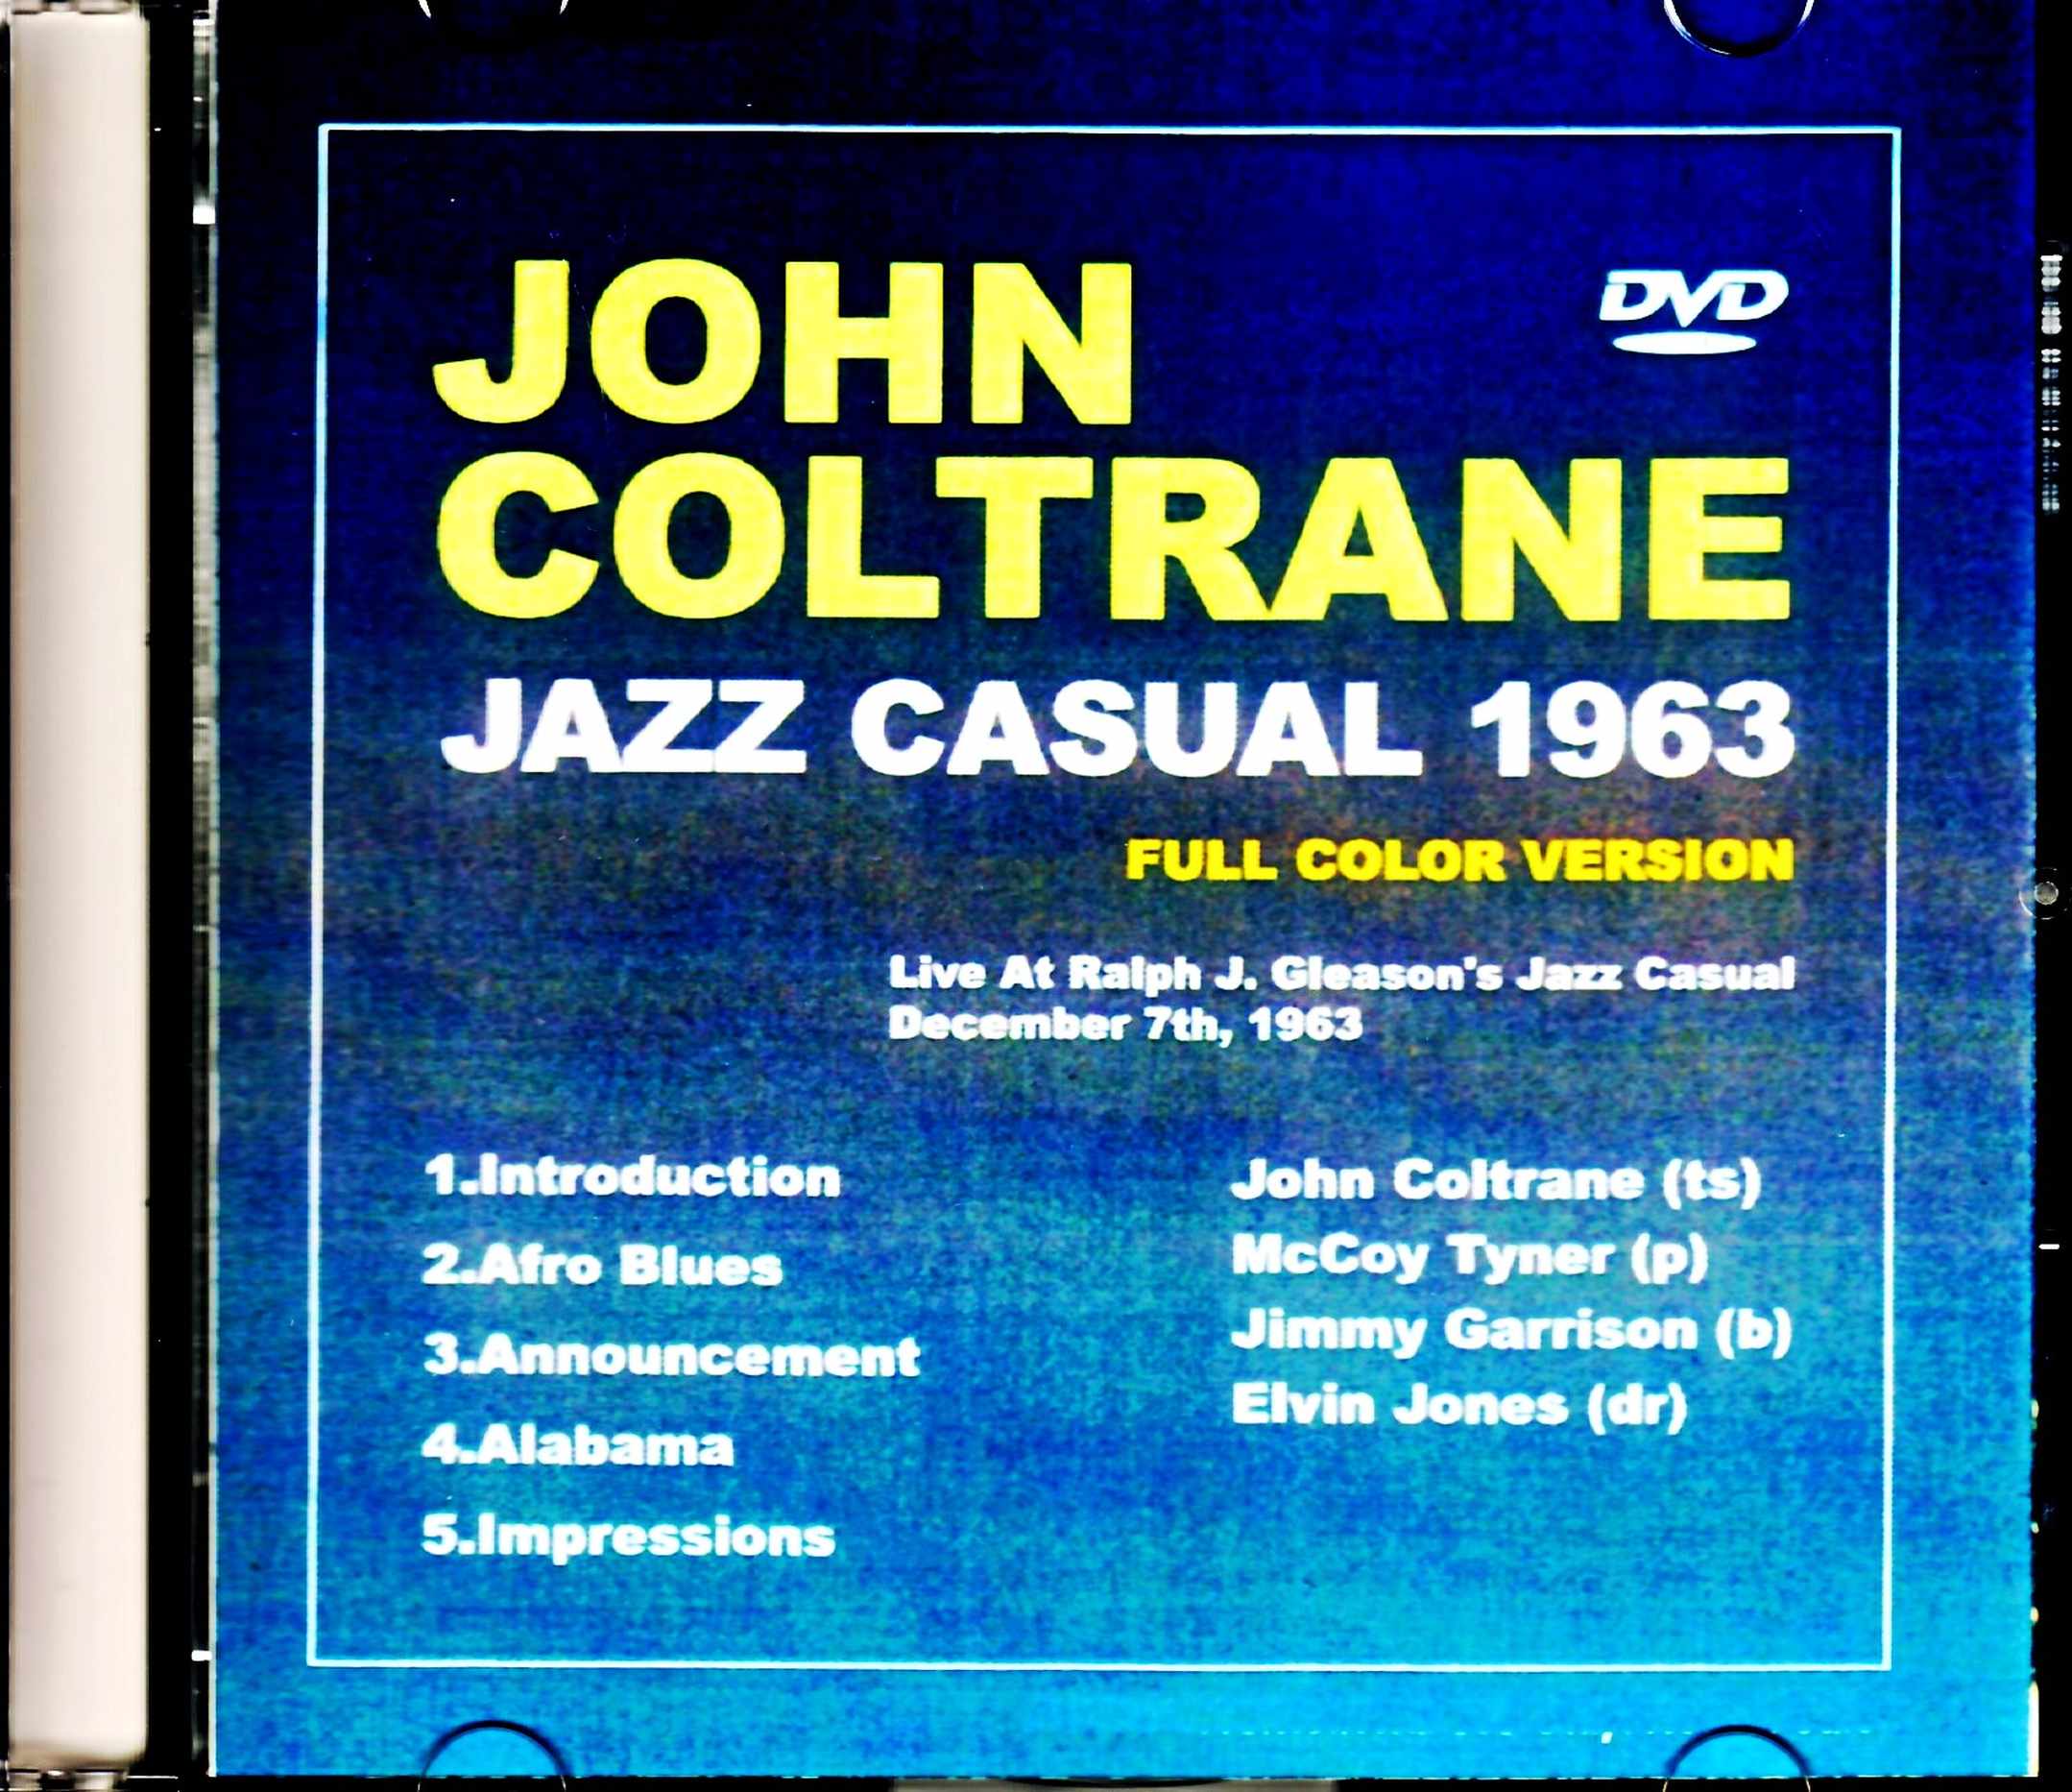 JOHN
DVD
COLTRANE
JAZZ CASUAL 1963
FULL COLOR VERSION
Live At Ralph J. Gleason's Jazz Casual
December 7th, 1963
1.Introduction
2.Afro Blues
3.Announcement
4.Alabama
5.Impressions
John Coltrane (ts)
McCoy Tyner (p)
Jimmy Garrison (b)
Elvin Jones (dr)